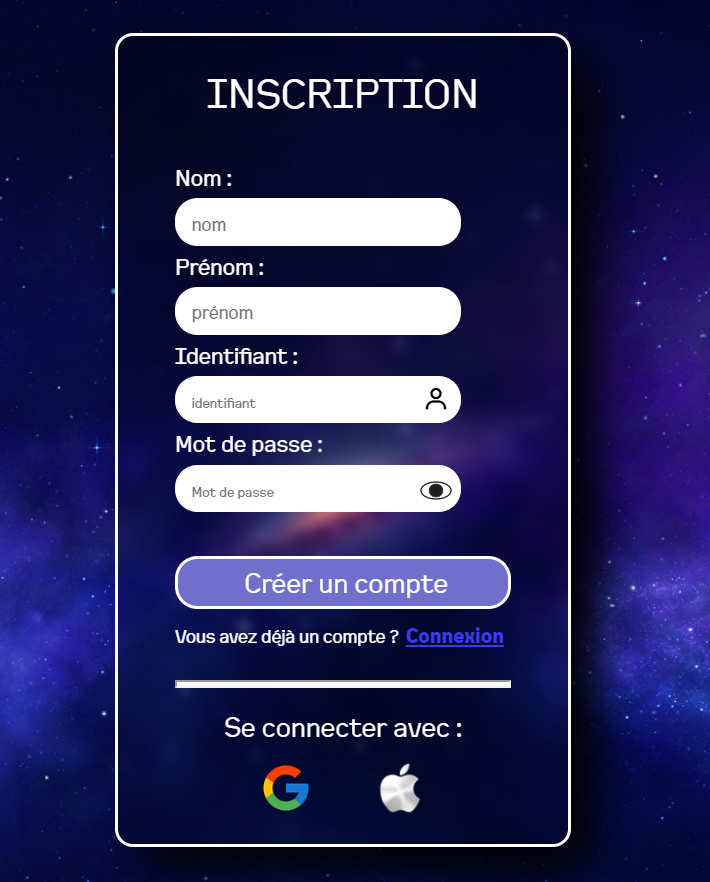 INSCRIPTION
Nom :
nom
Prénom :
prénom
Identifiant :
identifiant
Mot de passe :
Mot de passe
Créer un compte
Vous avez déjà un compte ? Connexion
Se connecter avec :